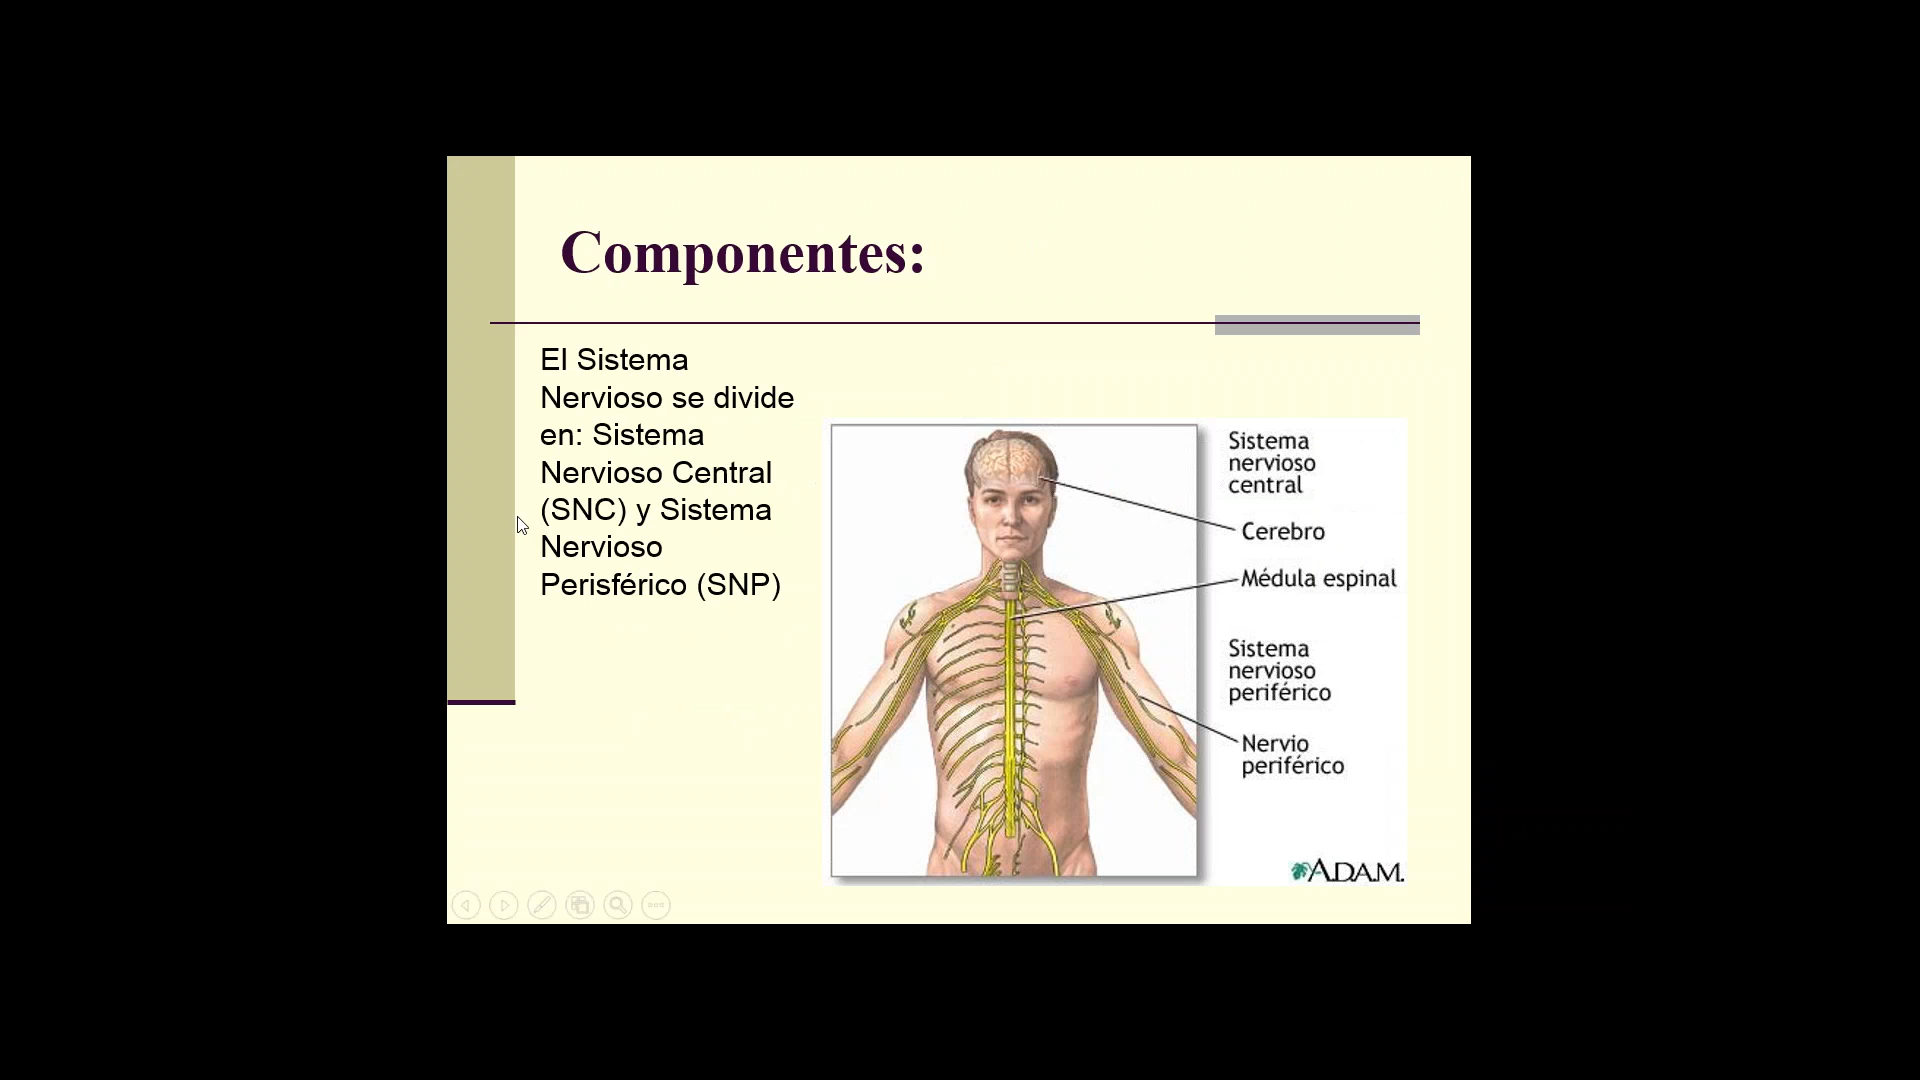 Componentes:
El Sistema
Nervioso se divide
en: Sistema
Nervioso Central
(SNC) y Sistema
Nervioso
Perisférico (SNP)
Sistema
nervioso
central
Cerebro
Médula espinal
Sistema
nervioso
periférico
Nervio
periférico
A.D.A.M.